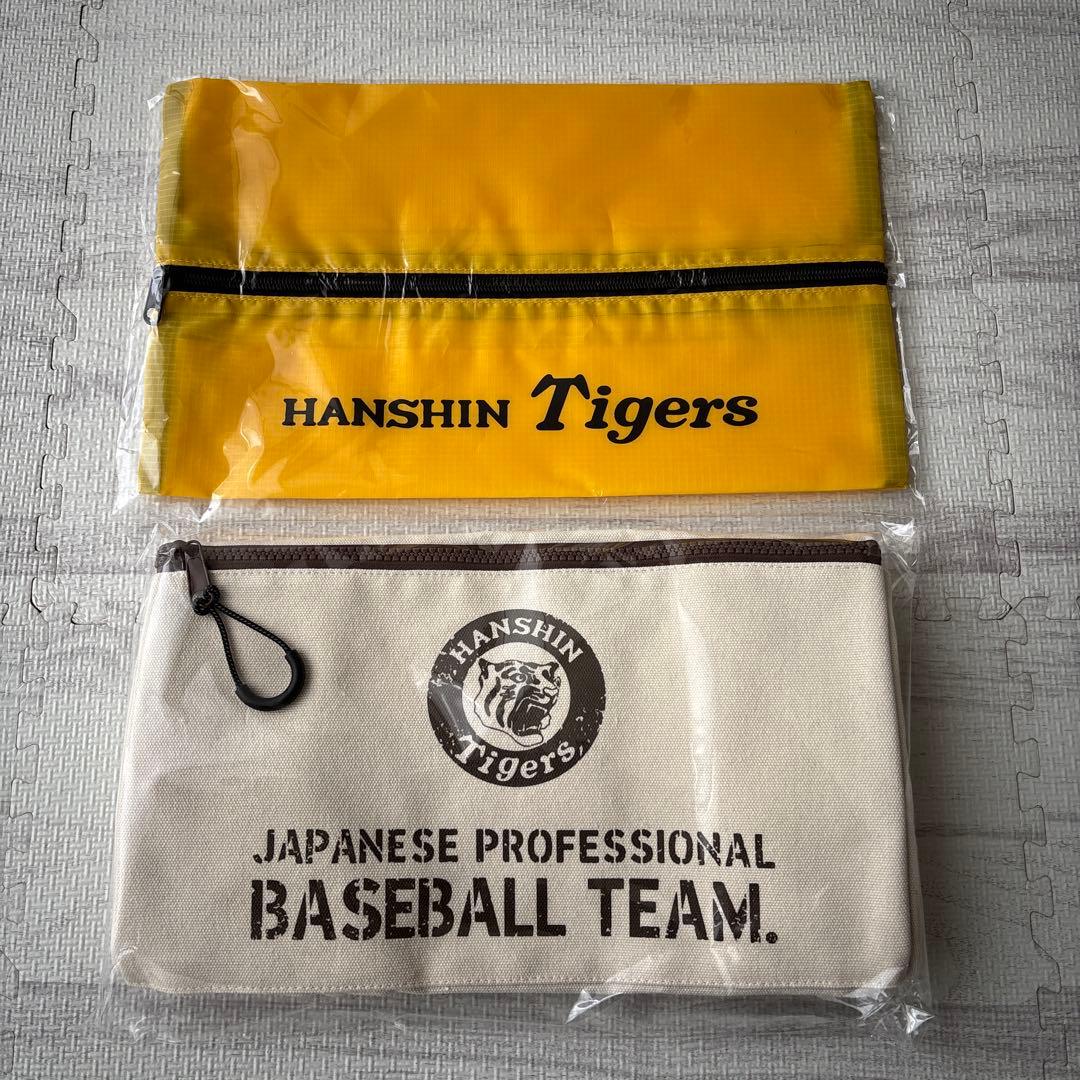 HANSHIN Tigers
HANSHIN
Tigers
JAPANESE PROFESSIONAL
BASEBALL TEAM.